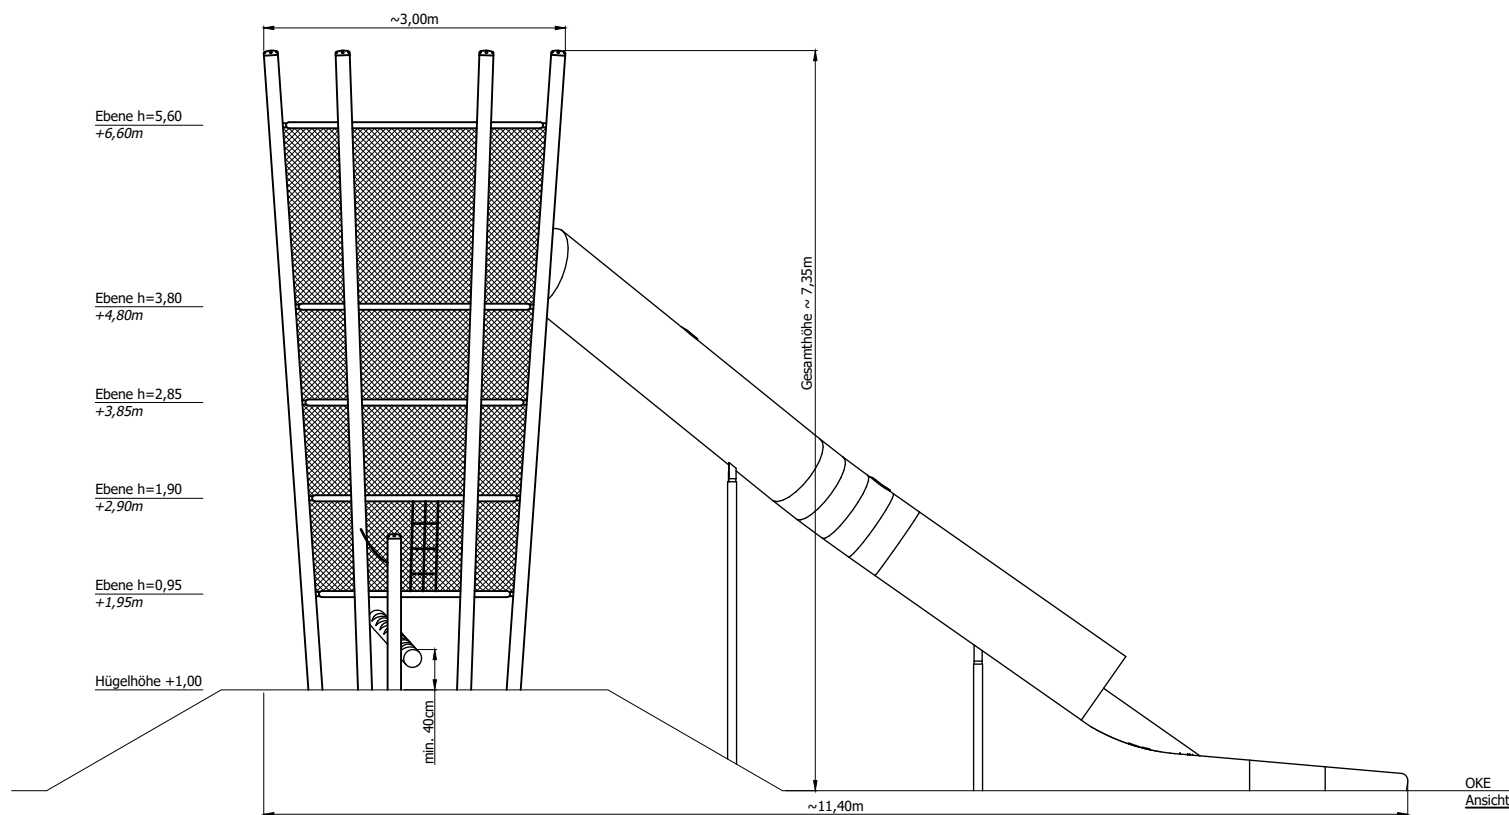 ~3,00m
Ebene h=5,60
+6,60m
Ebene h=3,80
+4,80m
Gesamthöhe ~ 7,35m
Ebene h=2,85
+3,85m
Ebene h=1,90
+2,90m
Ebene h=0,95
+1,95m
Hügelhöhe +1,00
min. 40cm
OKE
Ansicht
~11,40m